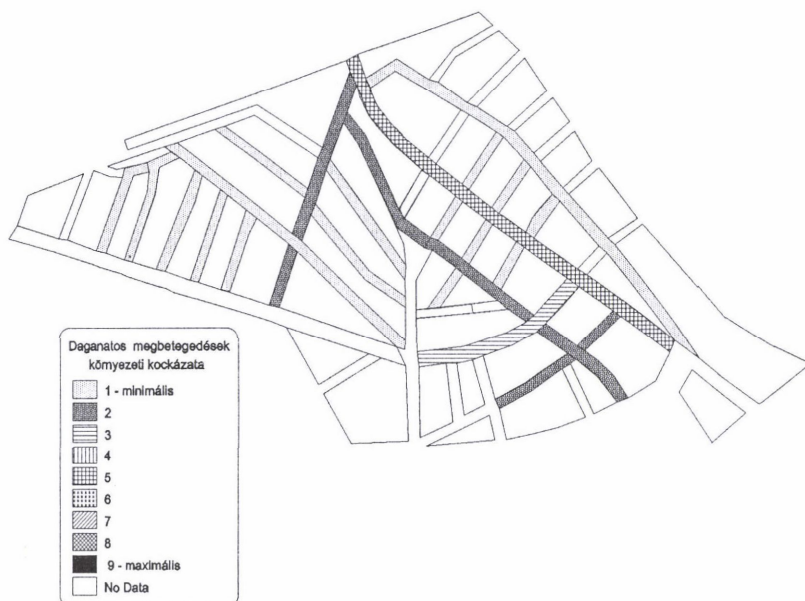 Daganatos megbetegedések
környezeti kockázata
1 - minimális
2
3
4
5
6
7
8
9 - maximális
No Data